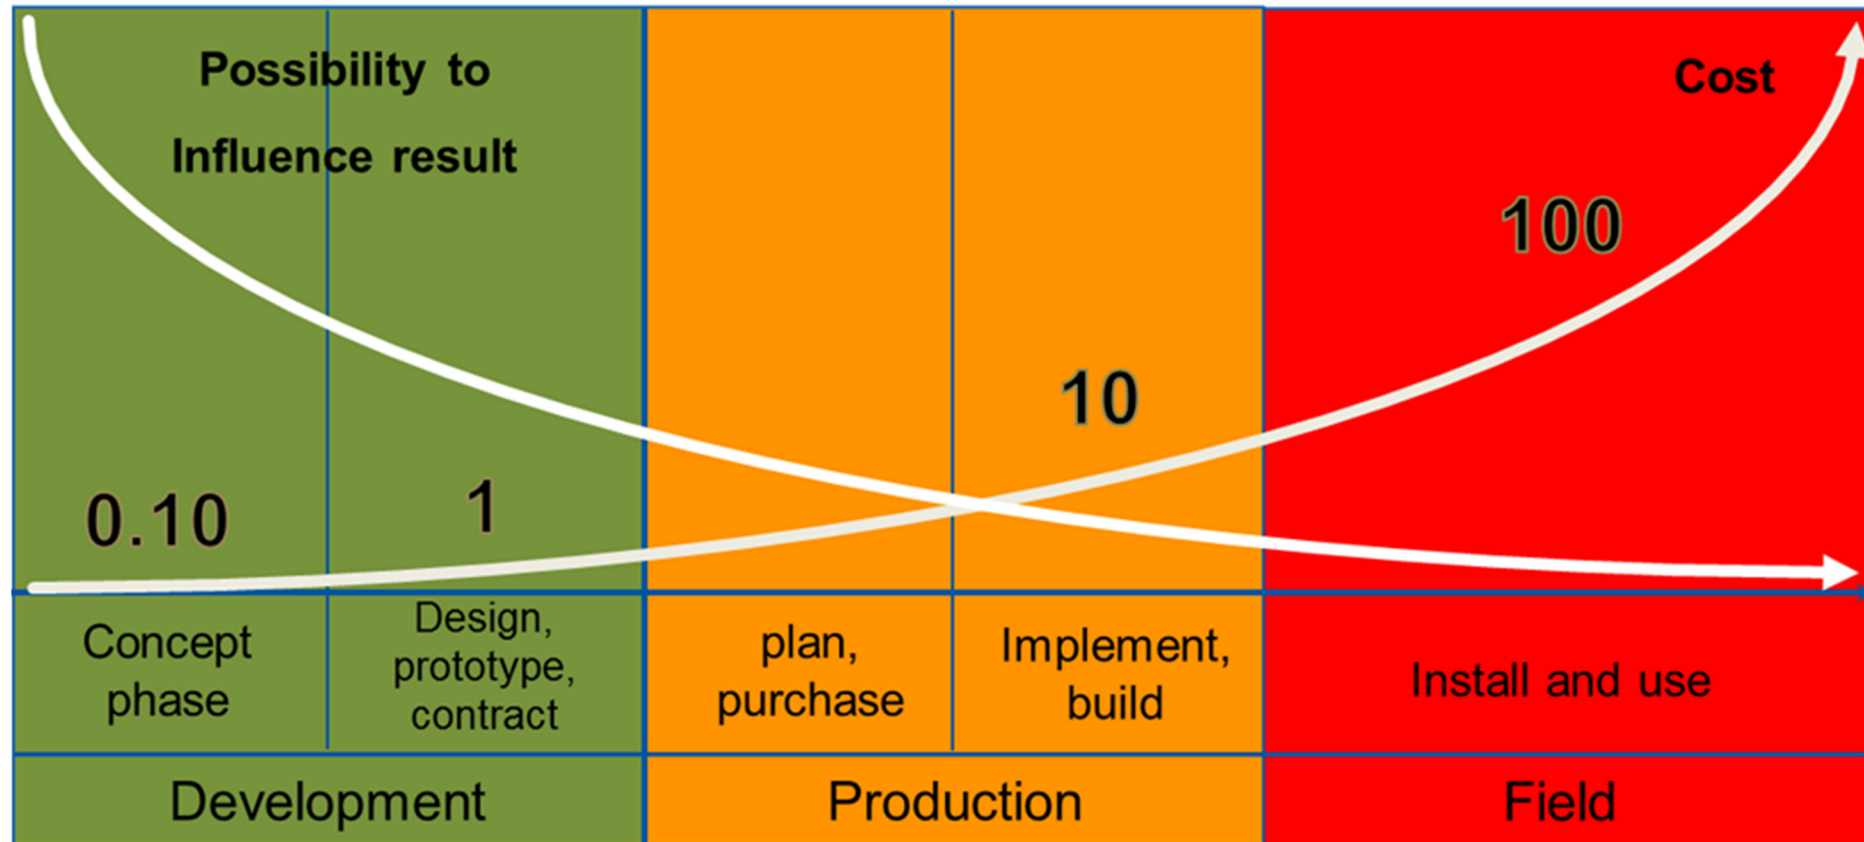 Possibility to
Influence result
Cost
100
10
1
0.10
Concept
phase
Design,
prototype,
contract
plan,
purchase
Implement,
build
Install and use
Development
Production
Field